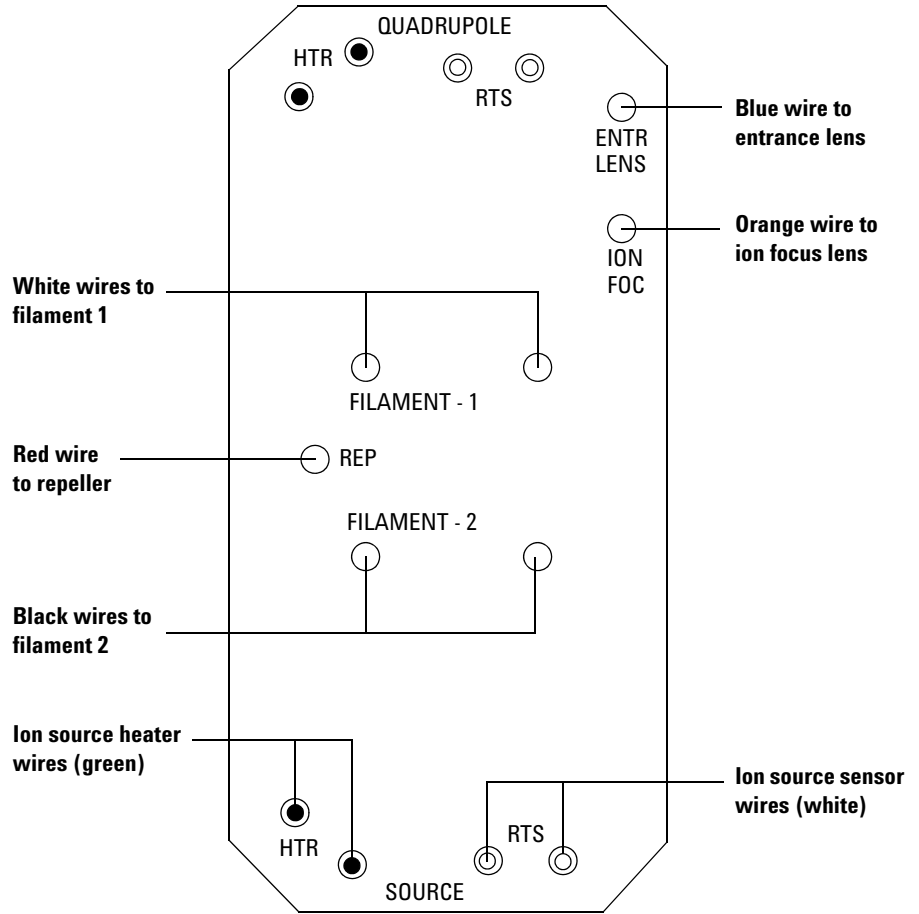 QUADRUPOLE
HTR
RTS
ENTR
LENS
Blue wire to
entrance lens
ION
FOC
Orange wire to
ion focus lens
White wires to
filament 1
FILAMENT - 1
Red wire
to repeller
REP
FILAMENT - 2
Black wires to
filament 2
Ion source heater
wires (green)
HTR
RTS
Ion source sensor
wires (white)
SOURCE